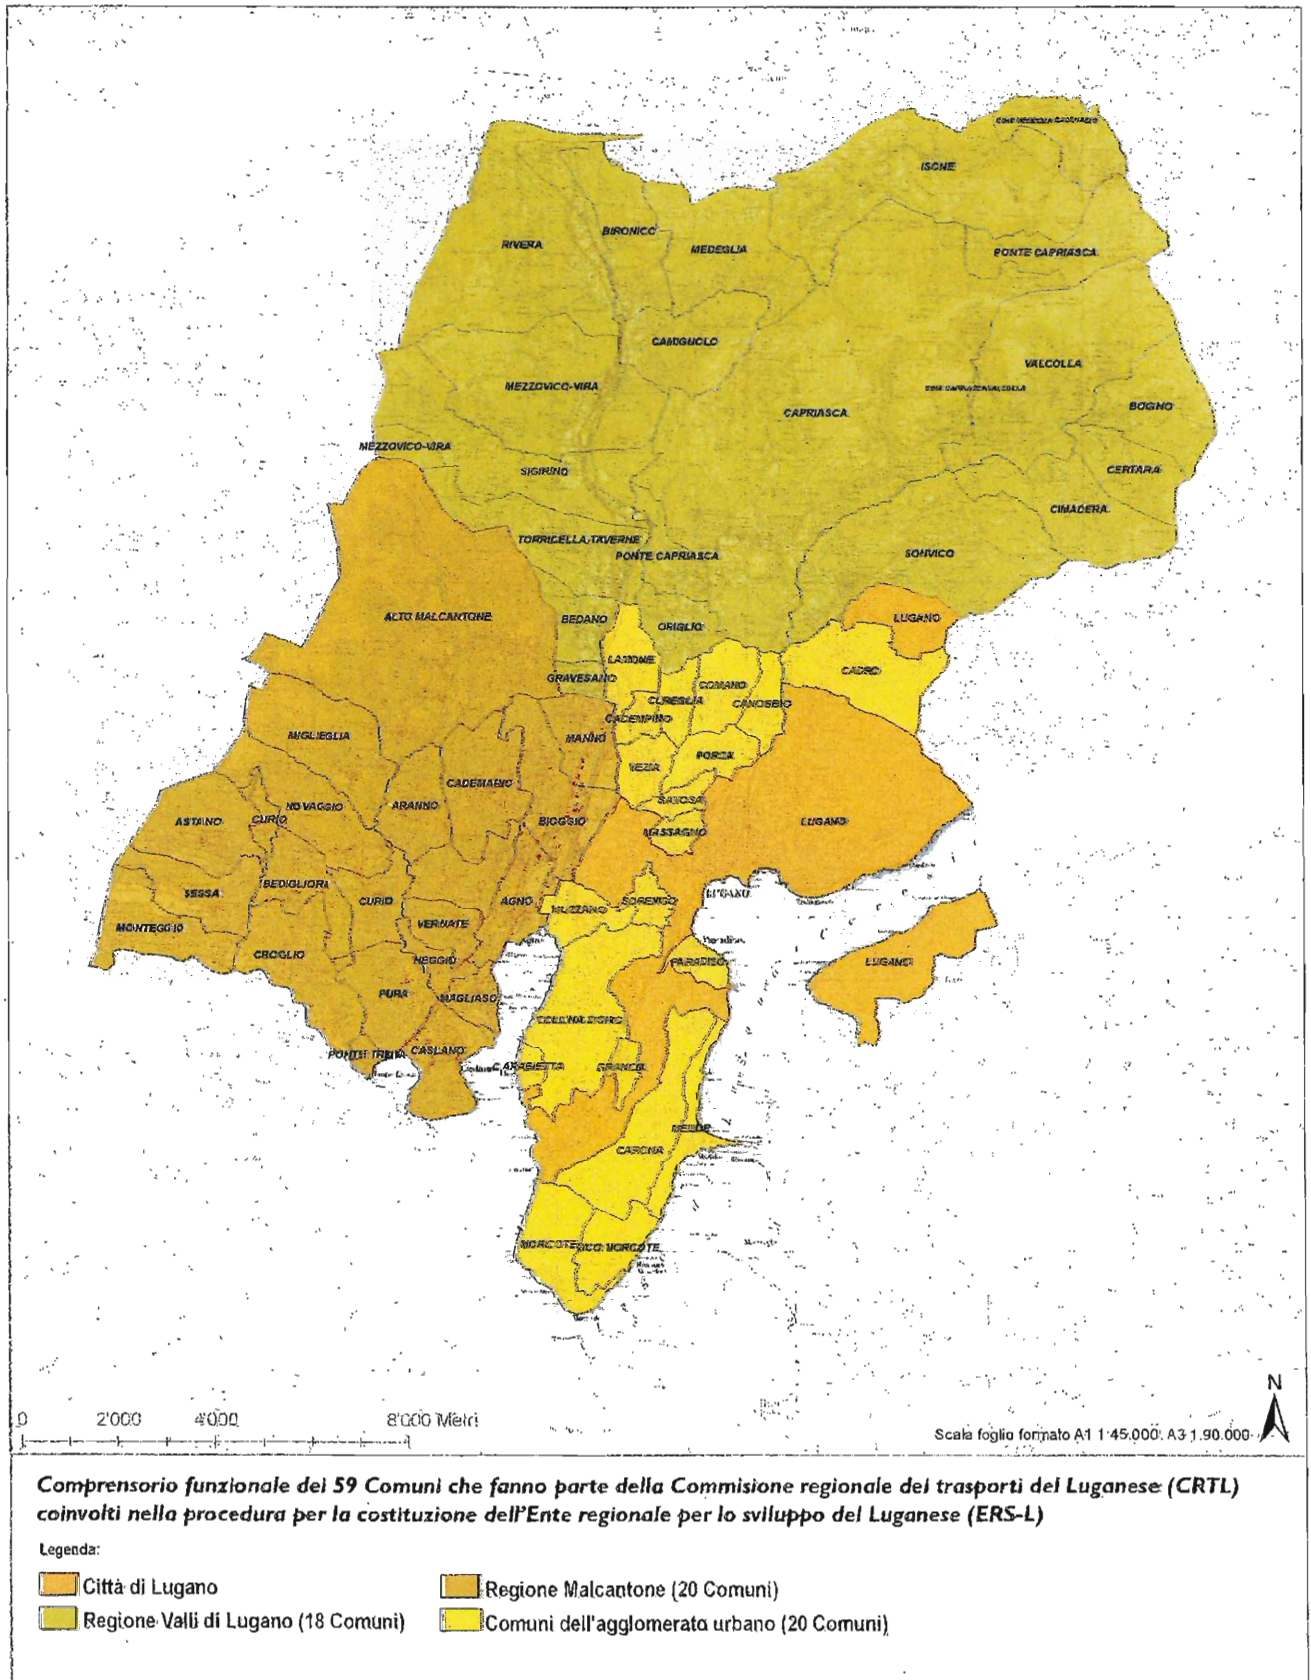 ISONE
BIRONICO
RIVERA
MEDEGLIA
PONTE CAPRIASCA
CAMIGNOLO
VALCOLLA
MEZZOVICO-VIRA
CAPRIASCA
BOGNO
MEZZOVICO-VIRA
SIGIRINO
CERTARA
CIMADERA
TORRICELLA-TAVERNE
PONTE CAPRIASCA
SONVICO
ALTO MALCANTONE
BEDANO
ORIGLIO
LUGANO
LAMONE
GRAVESANO
CADRO
COMANO
CUREGLIA
CANOBBIO
CADEMPINO
MIGLIEGLIA
MANNO
PORZA
VEZIA
CADEMARIO
NOVAGGIO
ARANNO
SAVOSA
ASTANO
CURIO
BIOGGIO
LUGANO
MASSAGNO
BEDIGLIORA
SESSA
CURIO
AGNO
SORENGO
LUGANO
MUZZANO
MONTEGGIO
VERNATE
CROGLIO
NEGGIO
Paradiso
PARADISO
LUGANO
PURA
MAGLIASO
COLLINA D'ORO
PONTE TRESA
CASLANO
CARABIETTA
GRANCIA
MELIDE
CARONA
MORCOTE
VICO MORCOTE
N
0 2'000 4'000 8'000 Metri
Scala foglio formato A1 1:45.000, A3 1:90.000
Comprensorio funzionale dei 59 Comuni che fanno parte della Commisione regionale dei trasporti del Luganese (CRTL)
coinvolti nella procedura per la costituzione dell'Ente regionale per lo sviluppo del Luganese (ERS-L)
Legenda:
Città di Lugano
Regione Malcantone (20 Comuni)
Regione Valli di Lugano (18 Comuni)
Comuni dell'agglomerato urbano (20 Comuni)